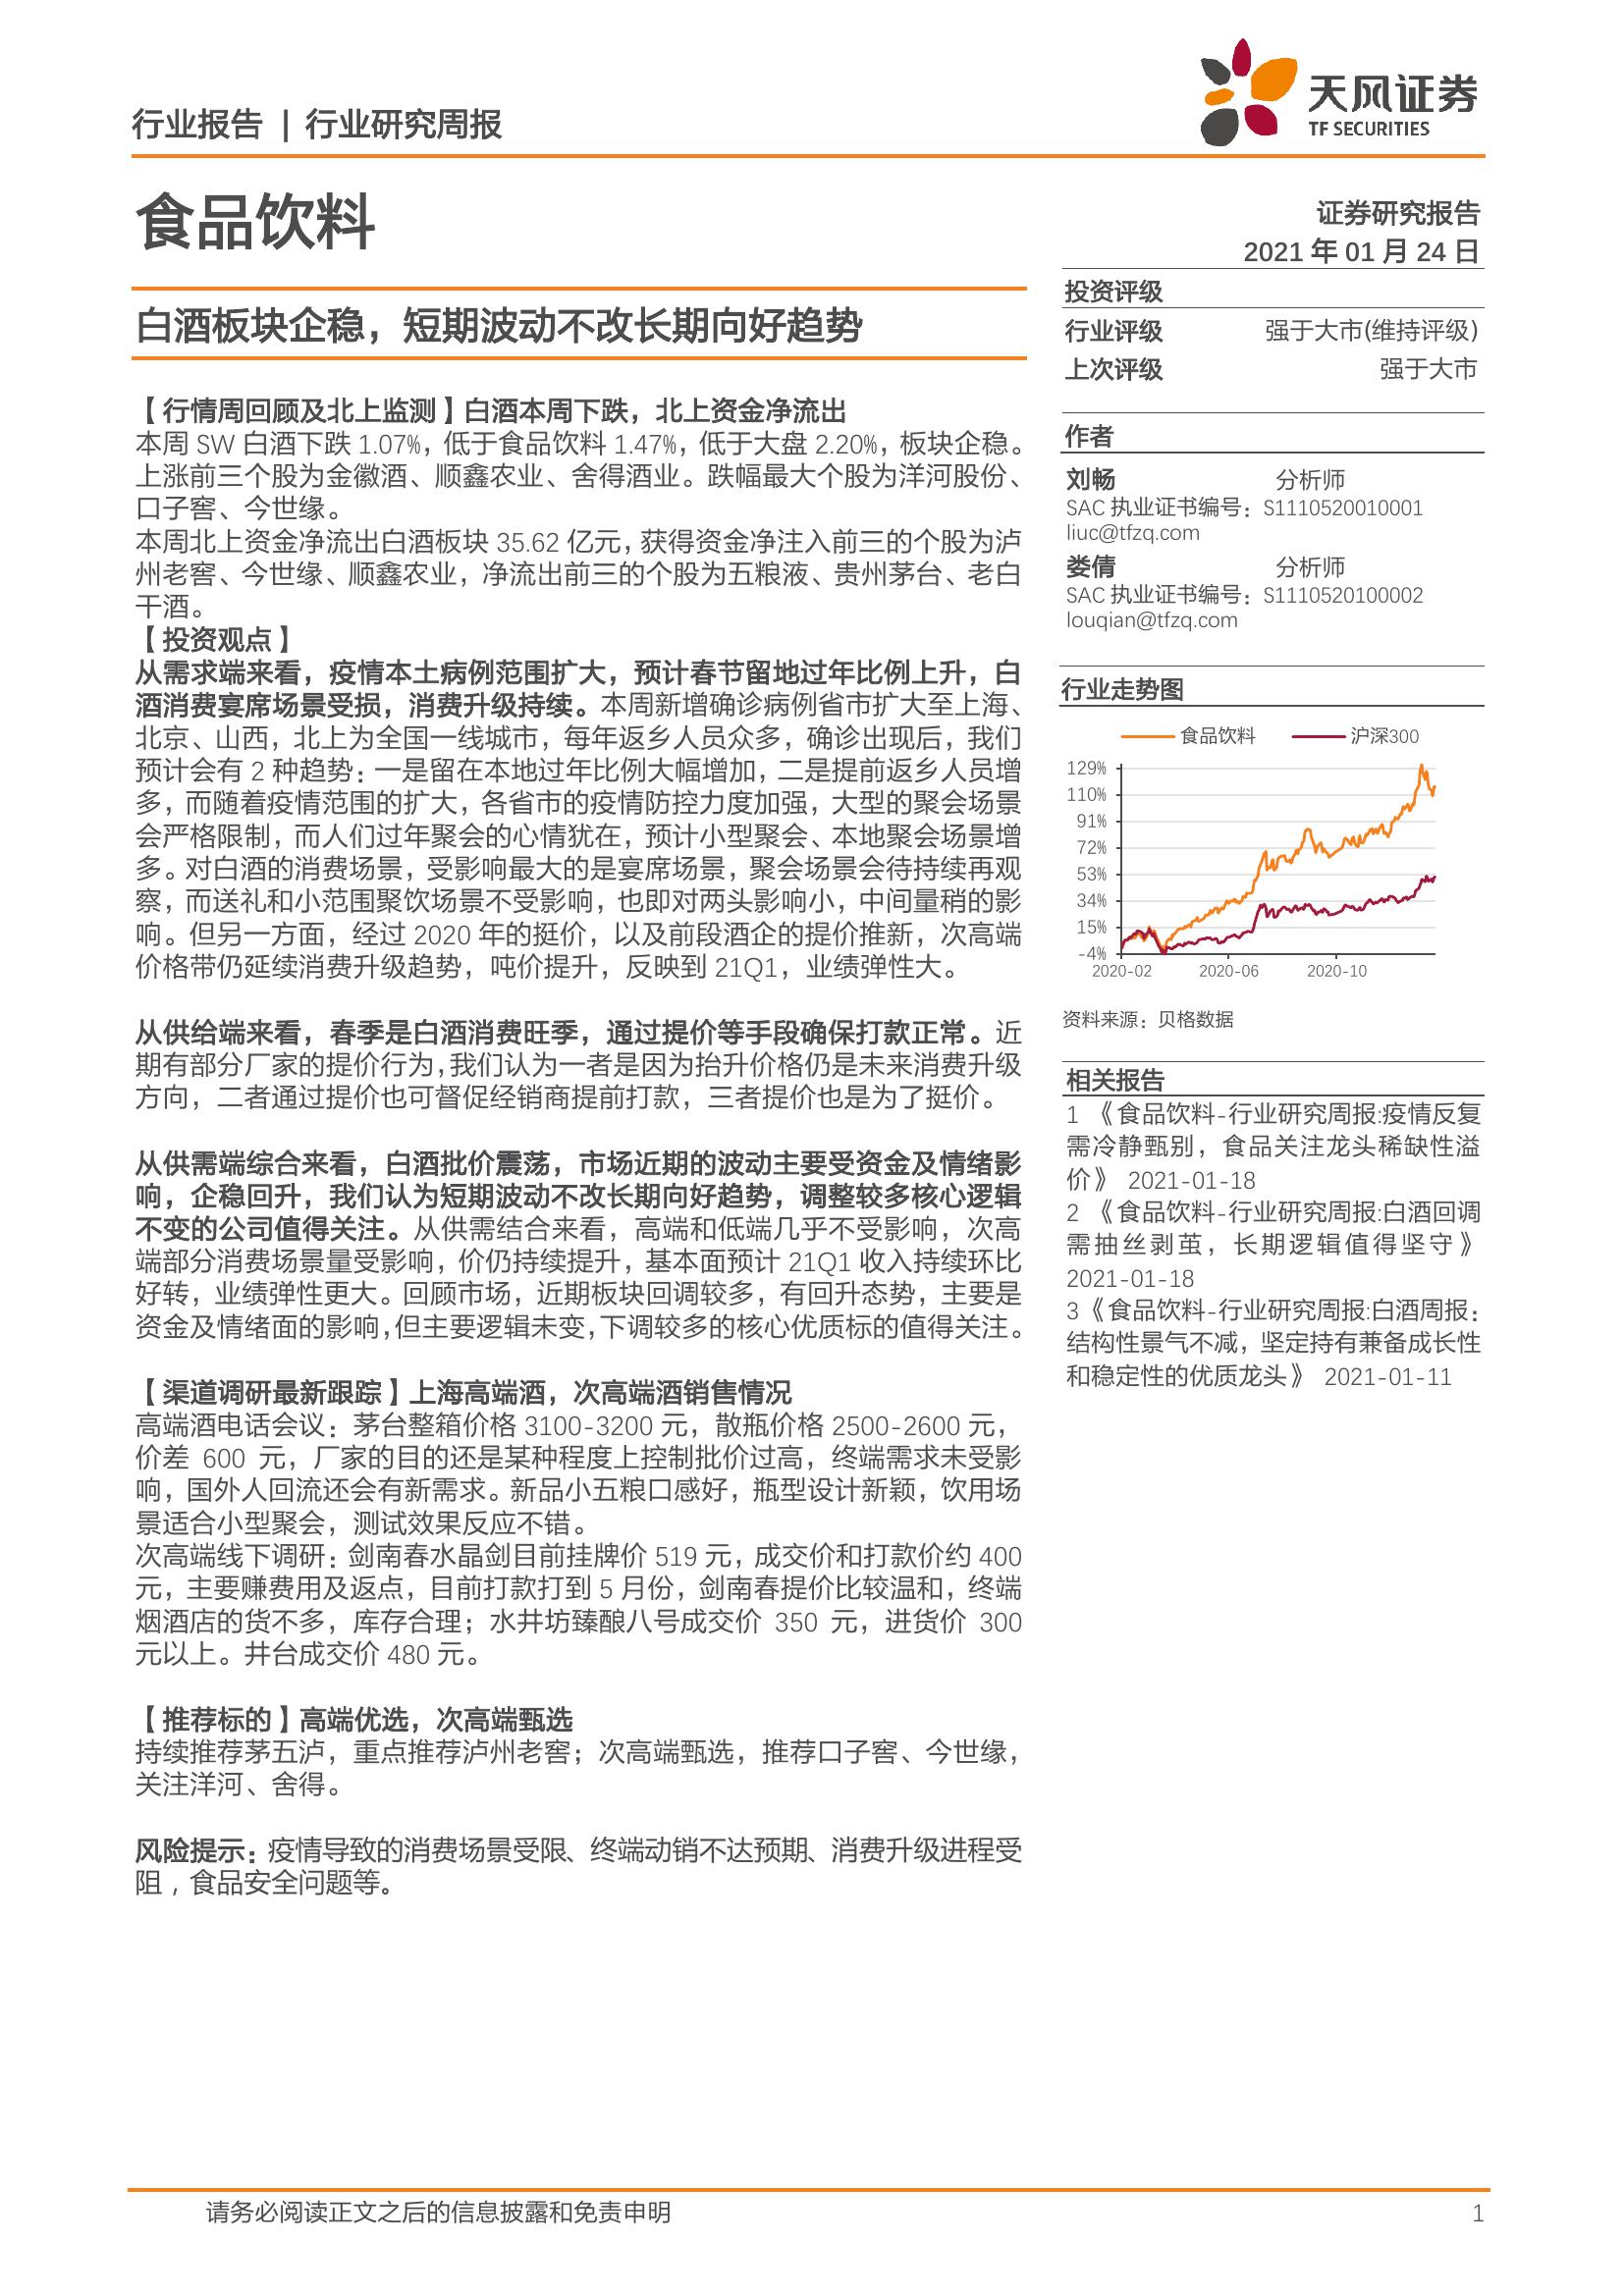 行业报告 | 行业研究周报
天风证券
TF SECURITIES
食品饮料
证券研究报告
2021 年 01 月 24 日
白酒板块企稳，短期波动不改长期向好趋势
【行情周回顾及北上监测】白酒本周下跌，北上资金净流出
本周 SW 白酒下跌 1.07%，低于食品饮料 1.47%，低于大盘 2.20%，板块企稳。
上涨前三个股为金徽酒、顺鑫农业、舍得酒业。跌幅最大个股为洋河股份、
口子窖、今世缘。
本周北上资金净流出白酒板块 35.62 亿元，获得资金净注入前三的个股为泸
州老窖、今世缘、顺鑫农业，净流出前三的个股为五粮液、贵州茅台、老白
干酒。
【投资观点】
从需求端来看，疫情本土病例范围扩大，预计春节留地过年比例上升，白
酒消费宴席场景受损，消费升级持续。本周新增确诊病例省市扩大至上海、
北京、山西，北上为全国一线城市，每年返乡人员众多，确诊出现后，我们
预计会有 2 种趋势：一是留在本地过年比例大幅增加，二是提前返乡人员增
多，而随着疫情范围的扩大，各省市的疫情防控力度加强，大型的聚会场景
会严格限制，而人们过年聚会的心情犹在，预计小型聚会、本地聚会场景增
多。对白酒的消费场景，受影响最大的是宴席场景，聚会场景会待持续再观
察，而送礼和小范围聚饮场景不受影响，也即对两头影响小，中间量稍的影
响。但另一方面，经过 2020 年的挺价，以及前段酒企的提价推新，次高端
价格带仍延续消费升级趋势，吨价提升，反映到 21Q1，业绩弹性大。
从供给端来看，春季是白酒消费旺季，通过提价等手段确保打款正常。近
期有部分厂家的提价行为，我们认为一者是因为抬升价格仍是未来消费升级
方向，二者通过提价也可督促经销商提前打款，三者提价也是为了挺价。
从供需端综合来看，白酒批价震荡，市场近期的波动主要受资金及情绪影
响，企稳回升，我们认为短期波动不改长期向好趋势，调整较多核心逻辑
不变的公司值得关注。从供需结合来看，高端和低端几乎不受影响，次高
端部分消费场景量受影响，价仍持续提升，基本面预计 21Q1 收入持续环比
好转，业绩弹性更大。回顾市场，近期板块回调较多，有回升态势，主要是
资金及情绪面的影响，但主要逻辑未变，下调较多的核心优质标的值得关注。
【渠道调研最新跟踪】上海高端酒，次高端酒销售情况
高端酒电话会议：茅台整箱价格 3100-3200 元，散瓶价格 2500-2600 元，
价差 600 元，厂家的目的还是某种程度上控制批价过高，终端需求未受影
响，国外人回流还会有新需求。新品小五粮口感好，瓶型设计新颖，饮用场
景适合小型聚会，测试效果反应不错。
次高端线下调研：剑南春水晶剑目前挂牌价 519 元，成交价和打款价约 400
元，主要赚费用及返点，目前打款打到 5 月份，剑南春提价比较温和，终端
烟酒店的货不多，库存合理；水井坊臻酿八号成交价 350 元，进货价 300
元以上。井台成交价 480 元。
【推荐标的】高端优选，次高端甄选
持续推荐茅五泸，重点推荐泸州老窖；次高端甄选，推荐口子窖、今世缘，
关注洋河、舍得。
风险提示：疫情导致的消费场景受限、终端动销不达预期、消费升级进程受
阻，食品安全问题等。
投资评级
行业评级 强于大市(维持评级)
上次评级 强于大市
作者
刘畅 分析师
SAC 执业证书编号：S1110520010001
liuc@tfzq.com
娄倩 分析师
SAC 执业证书编号：S1110520100002
louqian@tfzq.com
行业走势图
食品饮料 沪深300
129%
110%
91%
72%
53%
34%
15%
-4%
2020-02 2020-06 2020-10
资料来源：贝格数据
相关报告
1 《食品饮料-行业研究周报:疫情反复
需冷静甄别，食品关注龙头稀缺性溢
价》 2021-01-18
2 《食品饮料-行业研究周报:白酒回调
需抽丝剥茧，长期逻辑值得坚守》
2021-01-18
3《食品饮料-行业研究周报:白酒周报：
结构性景气不减，坚定持有兼备成长性
和稳定性的优质龙头》 2021-01-11
请务必阅读正文之后的信息披露和免责申明 1